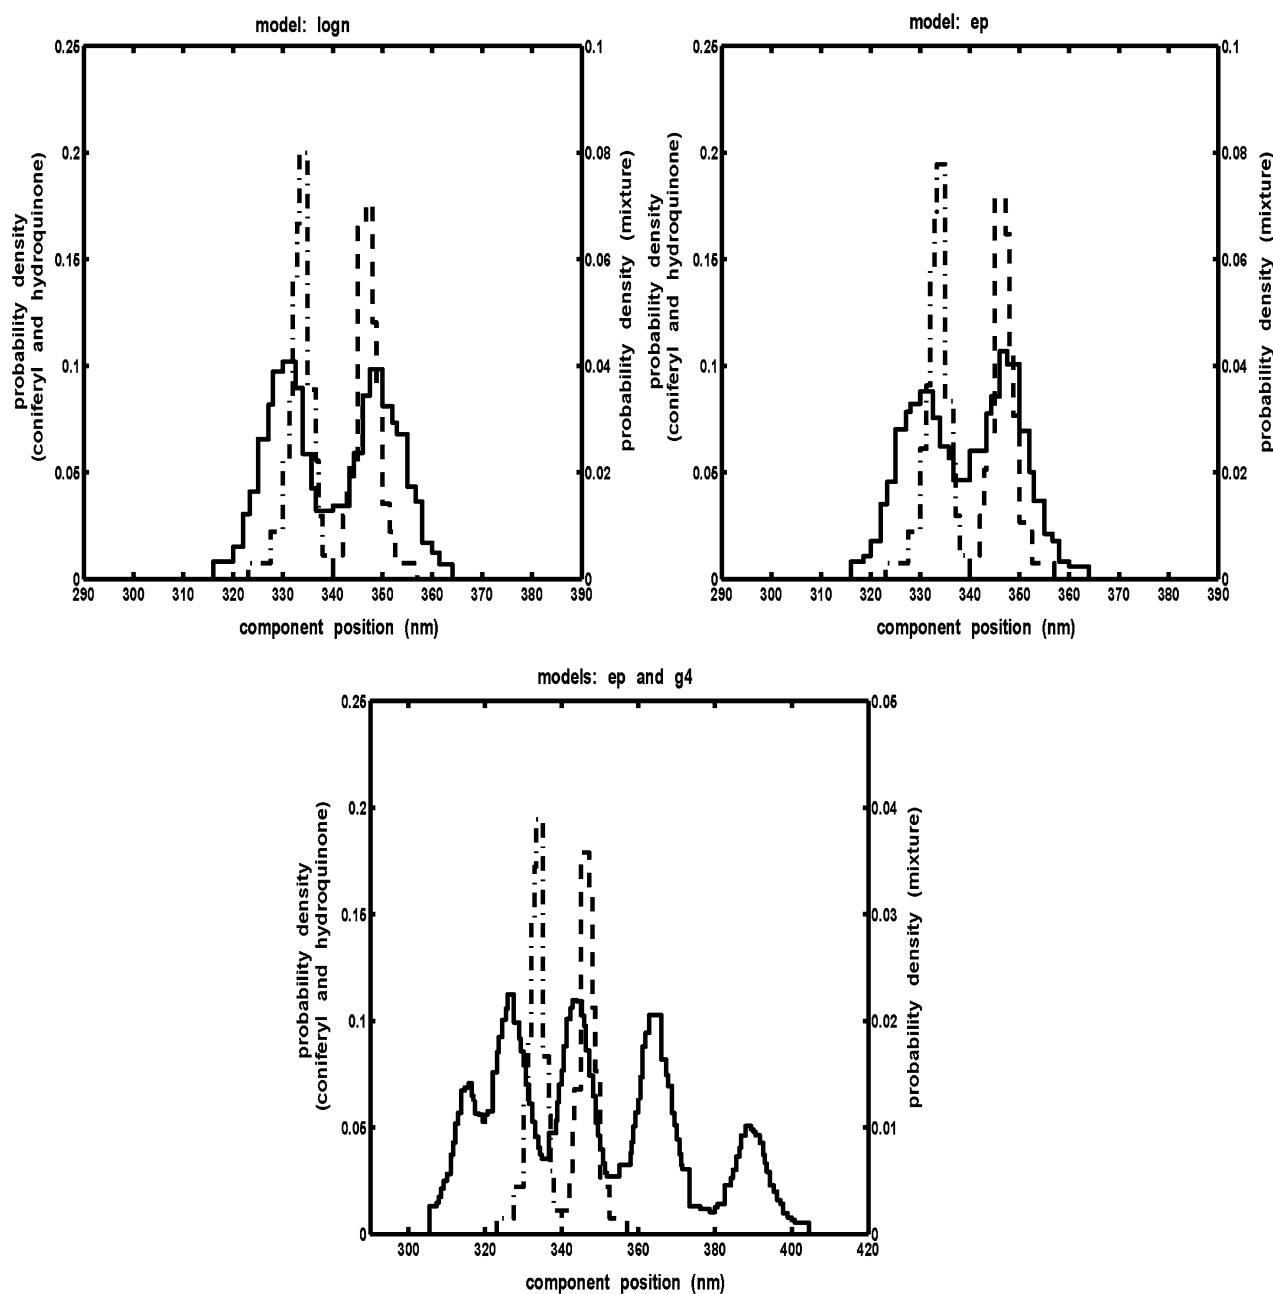 model: logn
0.25
0.2
0.15
0.1
0.05
0
0.1
0.08
0.06
0.04
0.02
0
290 300 310 320 330 340 350 360 370 380 390
component position (nm)
probability density
(coniferyl and hydroquinone)
probability density (mixture)
model: ep
0.25
0.2
0.15
0.1
0.05
0
0.1
0.08
0.06
0.04
0.02
0
290 300 310 320 330 340 350 360 370 380 390
component position (nm)
probability density
(coniferyl and hydroquinone)
probability density (mixture)
models: ep and g4
0.25
0.2
0.15
0.1
0.05
0
0.05
0.04
0.03
0.02
0.01
0
300 320 340 360 380 400 420
component position (nm)
probability density
(coniferyl and hydroquinone)
probability density (mixture)